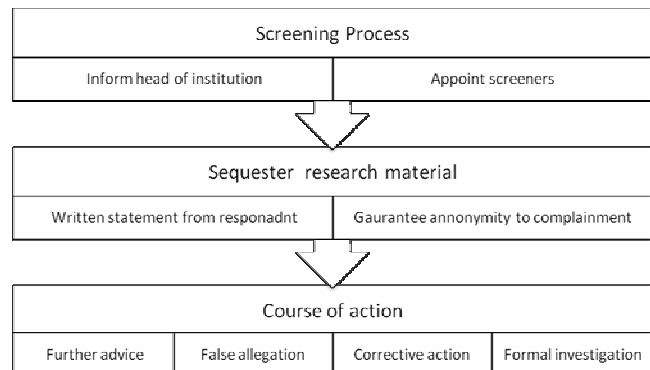 Screening Process
Inform head of institution
Appoint screeners
Sequester research material
Written statement from responadnt
Gaurantee annonymity to complainment
Course of action
Further advice
False allegation
Corrective action
Formal investigation